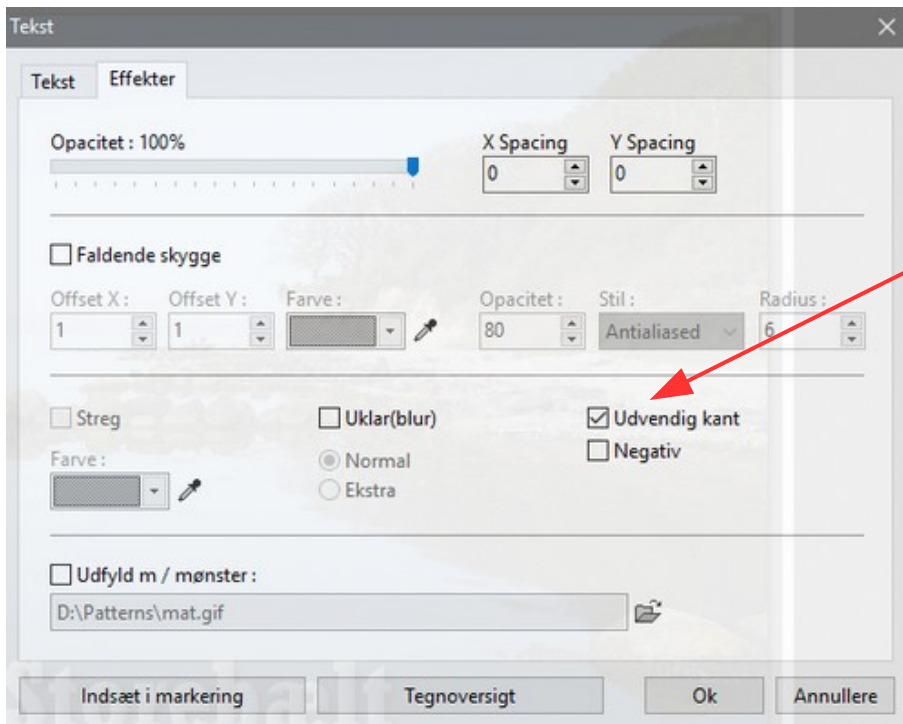 Tekst
Tekst Effekter
Opacitet : 100% X Spacing Y Spacing
0 0
Faldende skygge
Offset X : Offset Y : Farve : Opacitet : Stil : Radius :
1 1 80 Antialiased 6
Streg Uklar(blur) Udvendig kant
Farve : Normal Negativ
Ekstra
Udfyld m / mønster :
D:\Patterns\mat.gif
Storebælt
Indsæt i markering Tegnoversigt Ok Annullere